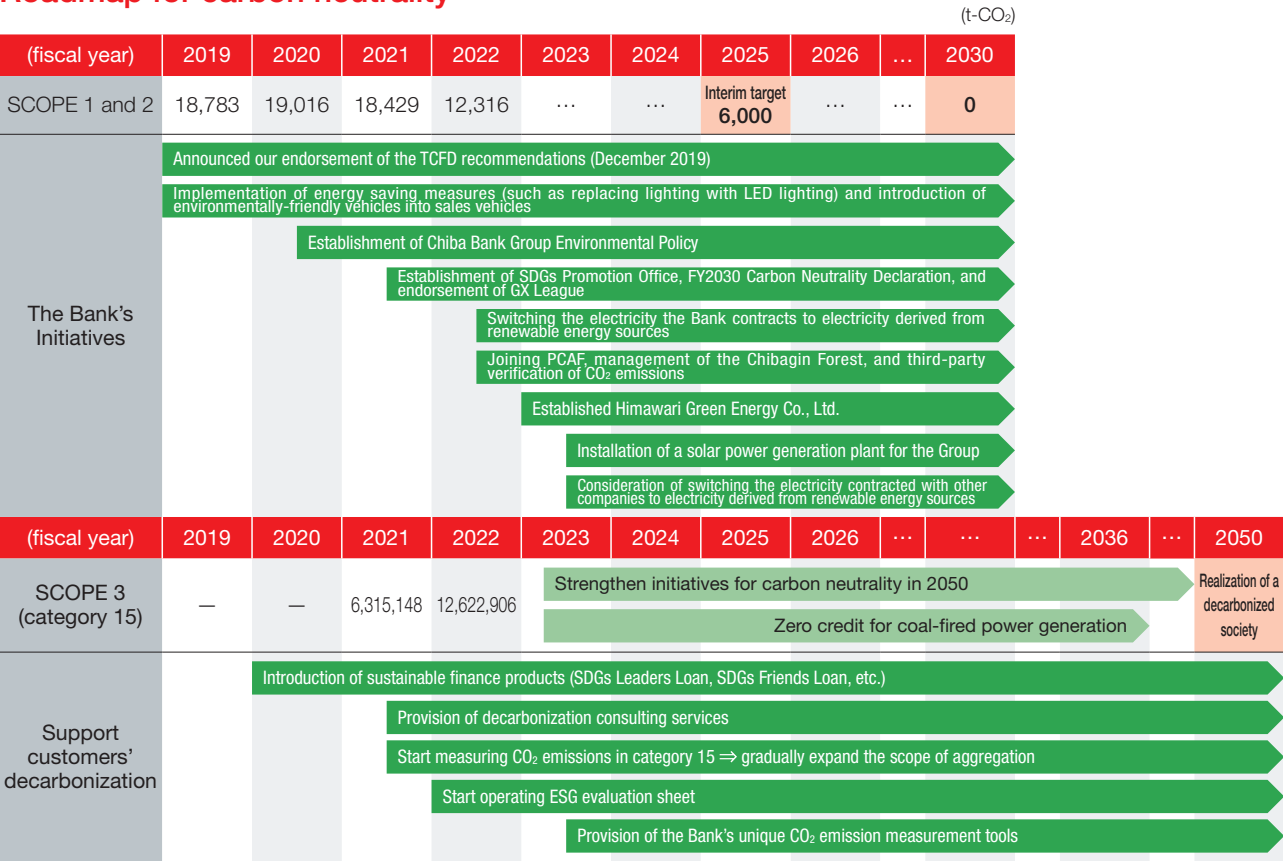 Roadmap for carbon neutrality
(t-CO₂)
(fiscal year) 2019 2020 2021 2022 2023 2024 2025 2026 … 2030
SCOPE 1 and 2 18,783 19,016 18,429 12,316 … … Interim target 6,000 … … 0
The Bank's
Initiatives
Announced our endorsement of the TCFD recommendations (December 2019)
Implementation of energy saving measures (such as replacing lighting with LED lighting) and introduction of
environmentally-friendly vehicles into sales vehicles
Establishment of Chiba Bank Group Environmental Policy
Establishment of SDGs Promotion Office, FY2030 Carbon Neutrality Declaration, and
endorsement of GX League
Switching the electricity the Bank contracts to electricity derived from
renewable energy sources
Joining PCAF, management of the Chibagin Forest, and third-party
verification of CO₂ emissions
Established Himawari Green Energy Co., Ltd.
Installation of a solar power generation plant for the Group
Consideration of switching the electricity contracted with other
companies to electricity derived from renewable energy sources
(fiscal year) 2019 2020 2021 2022 2023 2024 2025 2026 … … … 2036 … 2050
SCOPE 3
(category 15)
— — 6,315,148 12,622,906
Strengthen initiatives for carbon neutrality in 2050
Zero credit for coal-fired power generation
Realization of a
decarbonized
society
Support
customers'
decarbonization
Introduction of sustainable finance products (SDGs Leaders Loan, SDGs Friends Loan, etc.)
Provision of decarbonization consulting services
Start measuring CO₂ emissions in category 15 ⇒ gradually expand the scope of aggregation
Start operating ESG evaluation sheet
Provision of the Bank's unique CO₂ emission measurement tools